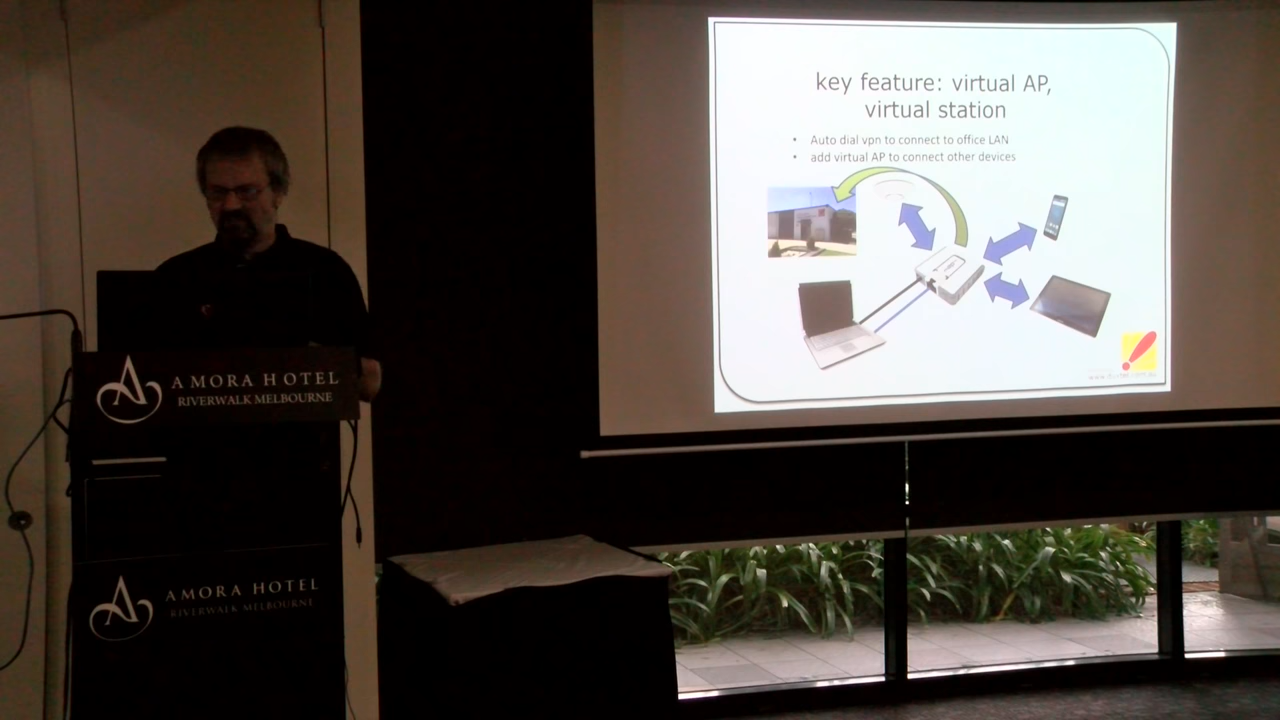 key feature: virtual AP,
virtual station
• Auto dial vpn to connect to office LAN
• add virtual AP to connect other devices
AMORA HOTEL
RIVERWALK MELBOURNE
AMORA HOTEL
RIVERWALK MELBOURNE